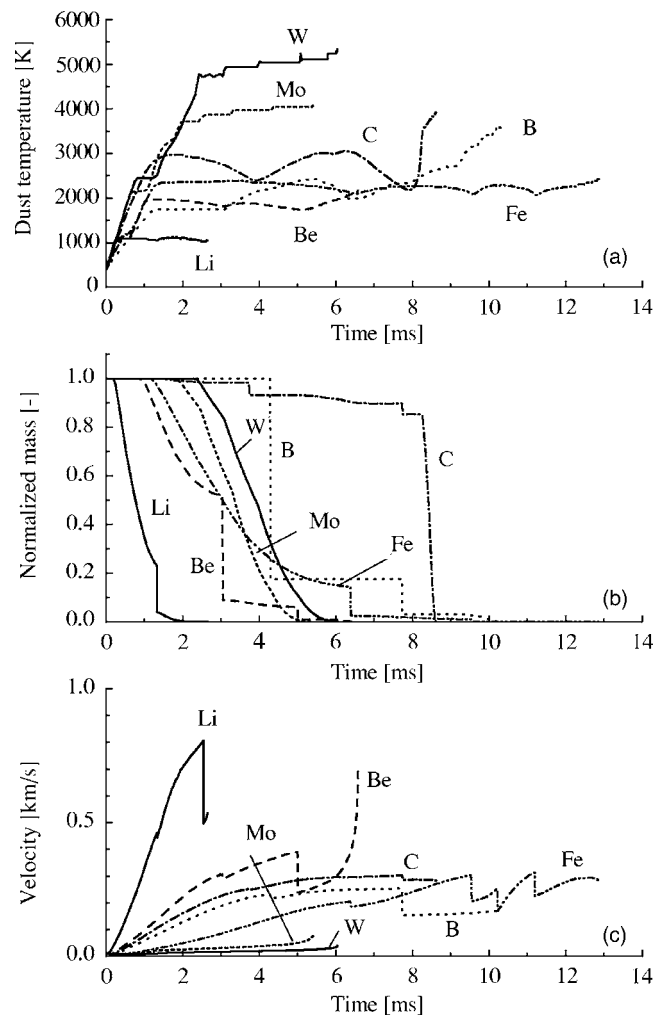 6000
5000
4000
3000
2000
1000
0
Dust temperature [K]
W
Mo
C
B
Be
Fe
Li
(a)
0 2 4 6 8 10 12 14
Time [ms]
1.0
0.8
0.6
0.4
0.2
0.0
Normalized mass [-]
W
B
C
Li
Mo
Be
Fe
(b)
0 2 4 6 8 10 12 14
Time [ms]
1.0
0.5
0.0
Velocity [km/s]
Li
Be
Mo
C
Fe
B
W
(c)
0 2 4 6 8 10 12 14
Time [ms]